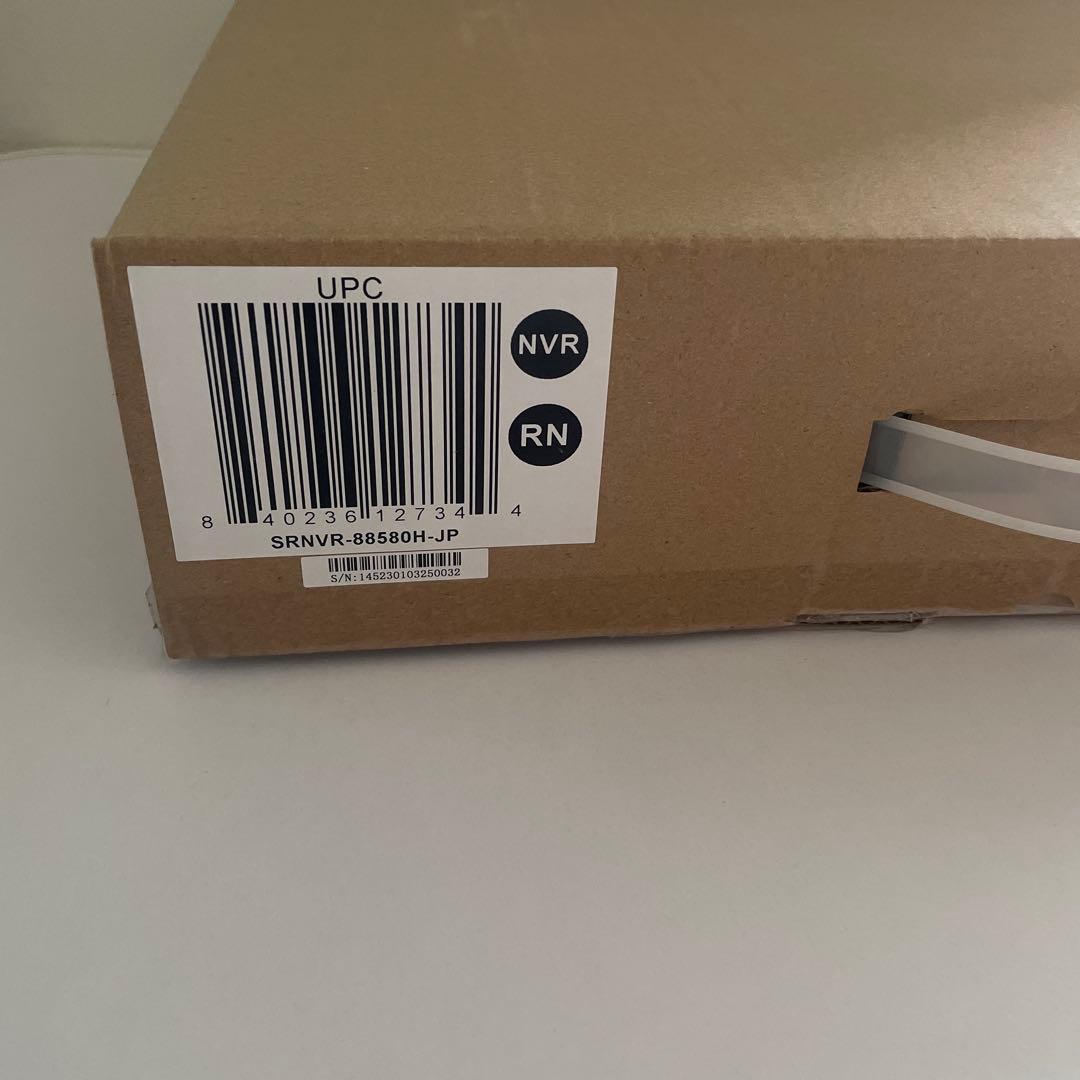 UPC
NVR
RN
8 40236 12734 4
SRNVR-88580H-JP
S/N:145230103250032